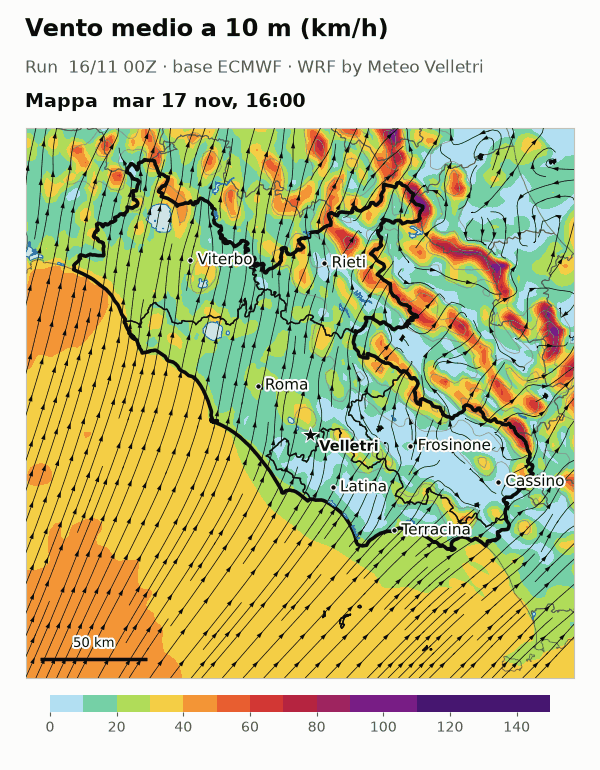 Vento medio a 10 m (km/h)
Run  16/11 00Z · base ECMWF · WRF by Meteo Velletri
Mappa  mar 17 nov, 16:00
Viterbo
Rieti
Roma
Velletri
Frosinone
Latina
Cassino
Terracina
50 km
0 20 40 60 80 100 120 140